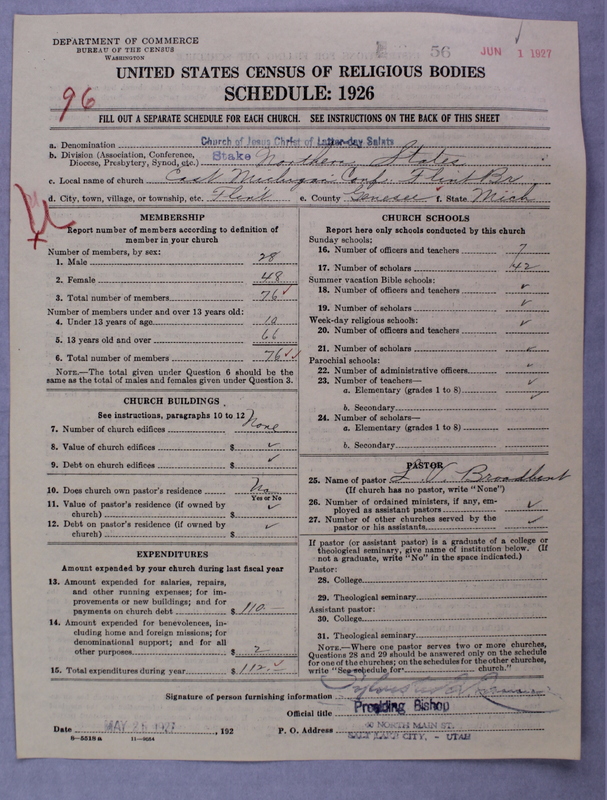 DEPARTMENT OF COMMERCE
BUREAU OF THE CENSUS
WASHINGTON
56
JUN 1 1927
UNITED STATES CENSUS OF RELIGIOUS BODIES
SCHEDULE: 1926
96
FILL OUT A SEPARATE SCHEDULE FOR EACH CHURCH. SEE INSTRUCTIONS ON THE BACK OF THIS SHEET
a. Denomination Church of Jesus Christ of Latter-day Saints
b. Division (Association, Conference, Diocese, Presbytery, Synod, etc.) Stake Northern States
c. Local name of church East Michigan Conf. Flint Br
d. City, town, village, or township, etc. Flint e. County Genesee f. State Mich
MEMBERSHIP
Report number of members according to definition of member in your church
Number of members, by sex:
1. Male 28
2. Female 48
3. Total number of members 76 ✓
Number of members under and over 13 years old:
4. Under 13 years of age 10
5. 13 years old and over 66
6. Total number of members 76 ✓✓
NOTE.—The total given under Question 6 should be the same as the total of males and females given under Question 3.
CHURCH BUILDINGS
See instructions, paragraphs 10 to 12
7. Number of church edifices None
8. Value of church edifices $ ✓
9. Debt on church edifices $ ✓
10. Does church own pastor's residence No
Yes or No
11. Value of pastor's residence (if owned by church) $ ✓
12. Debt on pastor's residence (if owned by church) $ ✓
EXPENDITURES
Amount expended by your church during last fiscal year
13. Amount expended for salaries, repairs, and other running expenses; for improvements or new buildings; and for payments on church debt $ 110.—
14. Amount expended for benevolences, including home and foreign missions; for denominational support; and for all other purposes $ 2
15. Total expenditures during year $ 112 ✓
CHURCH SCHOOLS
Report here only schools conducted by this church
Sunday schools:
16. Number of officers and teachers 7
17. Number of scholars 42
Summer vacation Bible schools:
18. Number of officers and teachers ✓
19. Number of scholars ✓
Week-day religious schools:
20. Number of officers and teachers ✓
21. Number of scholars ✓
Parochial schools:
22. Number of administrative officers ✓
23. Number of teachers— ✓
a. Elementary (grades 1 to 8)
b. Secondary
24. Number of scholars—
a. Elementary (grades 1 to 8)
b. Secondary
PASTOR
25. Name of pastor L. V. Broadbent
(If church has no pastor, write "None")
26. Number of ordained ministers, if any, employed as assistant pastors ✓
27. Number of other churches served by the pastor or his assistants ✓
If pastor (or assistant pastor) is a graduate of a college or theological seminary, give name of institution below. (If not a graduate, write "No" in the space indicated.)
Pastor:
28. College
29. Theological seminary
Assistant pastor:
30. College
31. Theological seminary
NOTE.—Where one pastor serves two or more churches, Questions 28 and 29 should be answered only on the schedule for one of the churches; on the schedules for the other churches, write "See schedule for church."
Signature of person furnishing information
Official title Presiding Bishop
Date MAY 25 1927, 192 P. O. Address 40 NORTH MAIN ST.
SALT LAKE CITY, - UTAH
8-5518a 11-9034